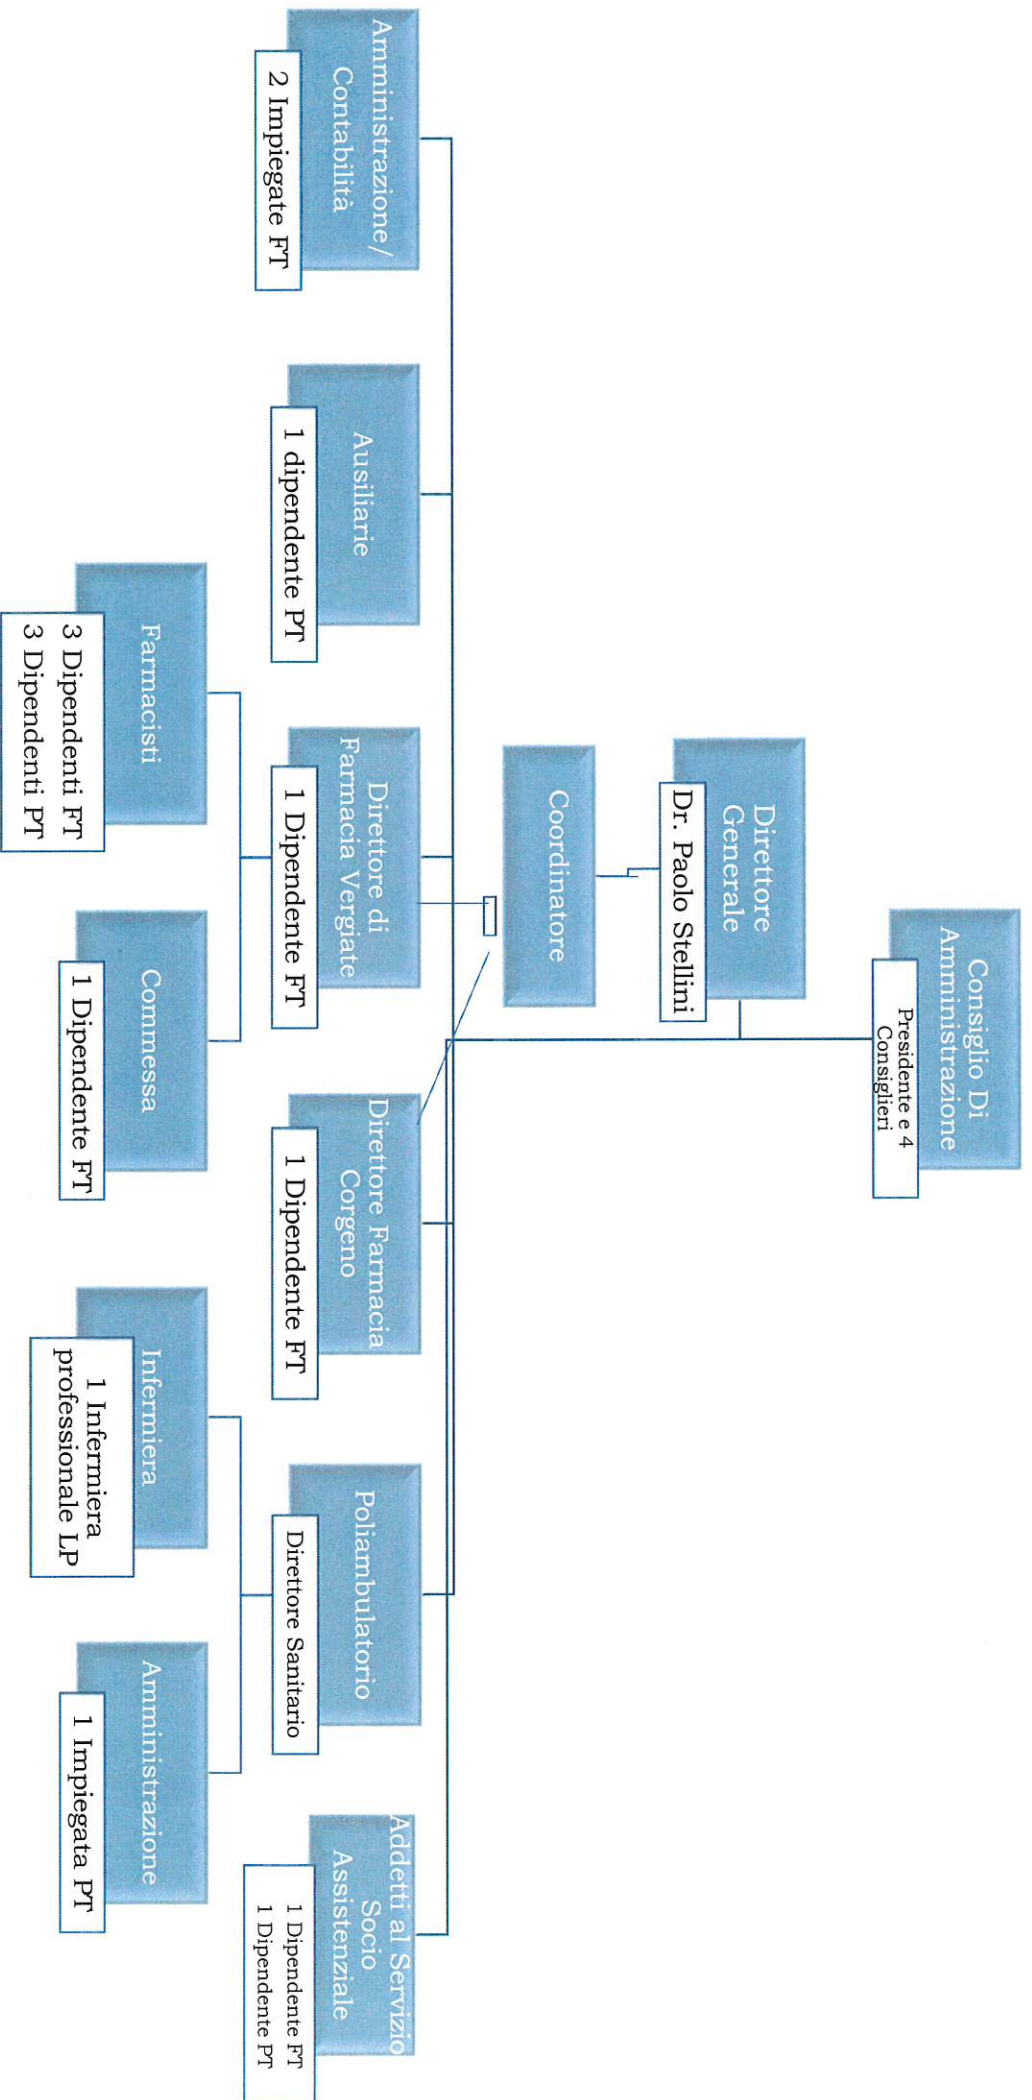 Consiglio Di
Amministrazione
Presidente e 4
Consiglieri
Direttore
Generale
Dr. Paolo Stellini
Coordinatore
Amministrazione/
Contabilità
2 Impiegate FT
Ausiliarie
1 dipendente PT
Direttore di
Farmacia Vergiate
1 Dipendente FT
Direttore Farmacia
Corgeno
1 Dipendente FT
Poliambulatorio
Direttore Sanitario
Addetti al Servizio
Socio
Assistenziale
1 Dipendente FT
1 Dipendente PT
Farmacisti
3 Dipendenti FT
3 Dipendenti PT
Commessa
1 Dipendente FT
Infermiera
1 Infermiera
professionale LP
Amministrazione
1 Impiegata PT